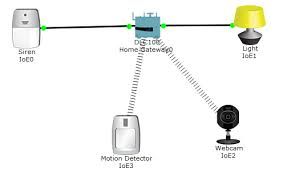 Siren
IoE0
Home Gateway0
Light
IoE1
Motion Detector
IoE3
Webcam
IoE2